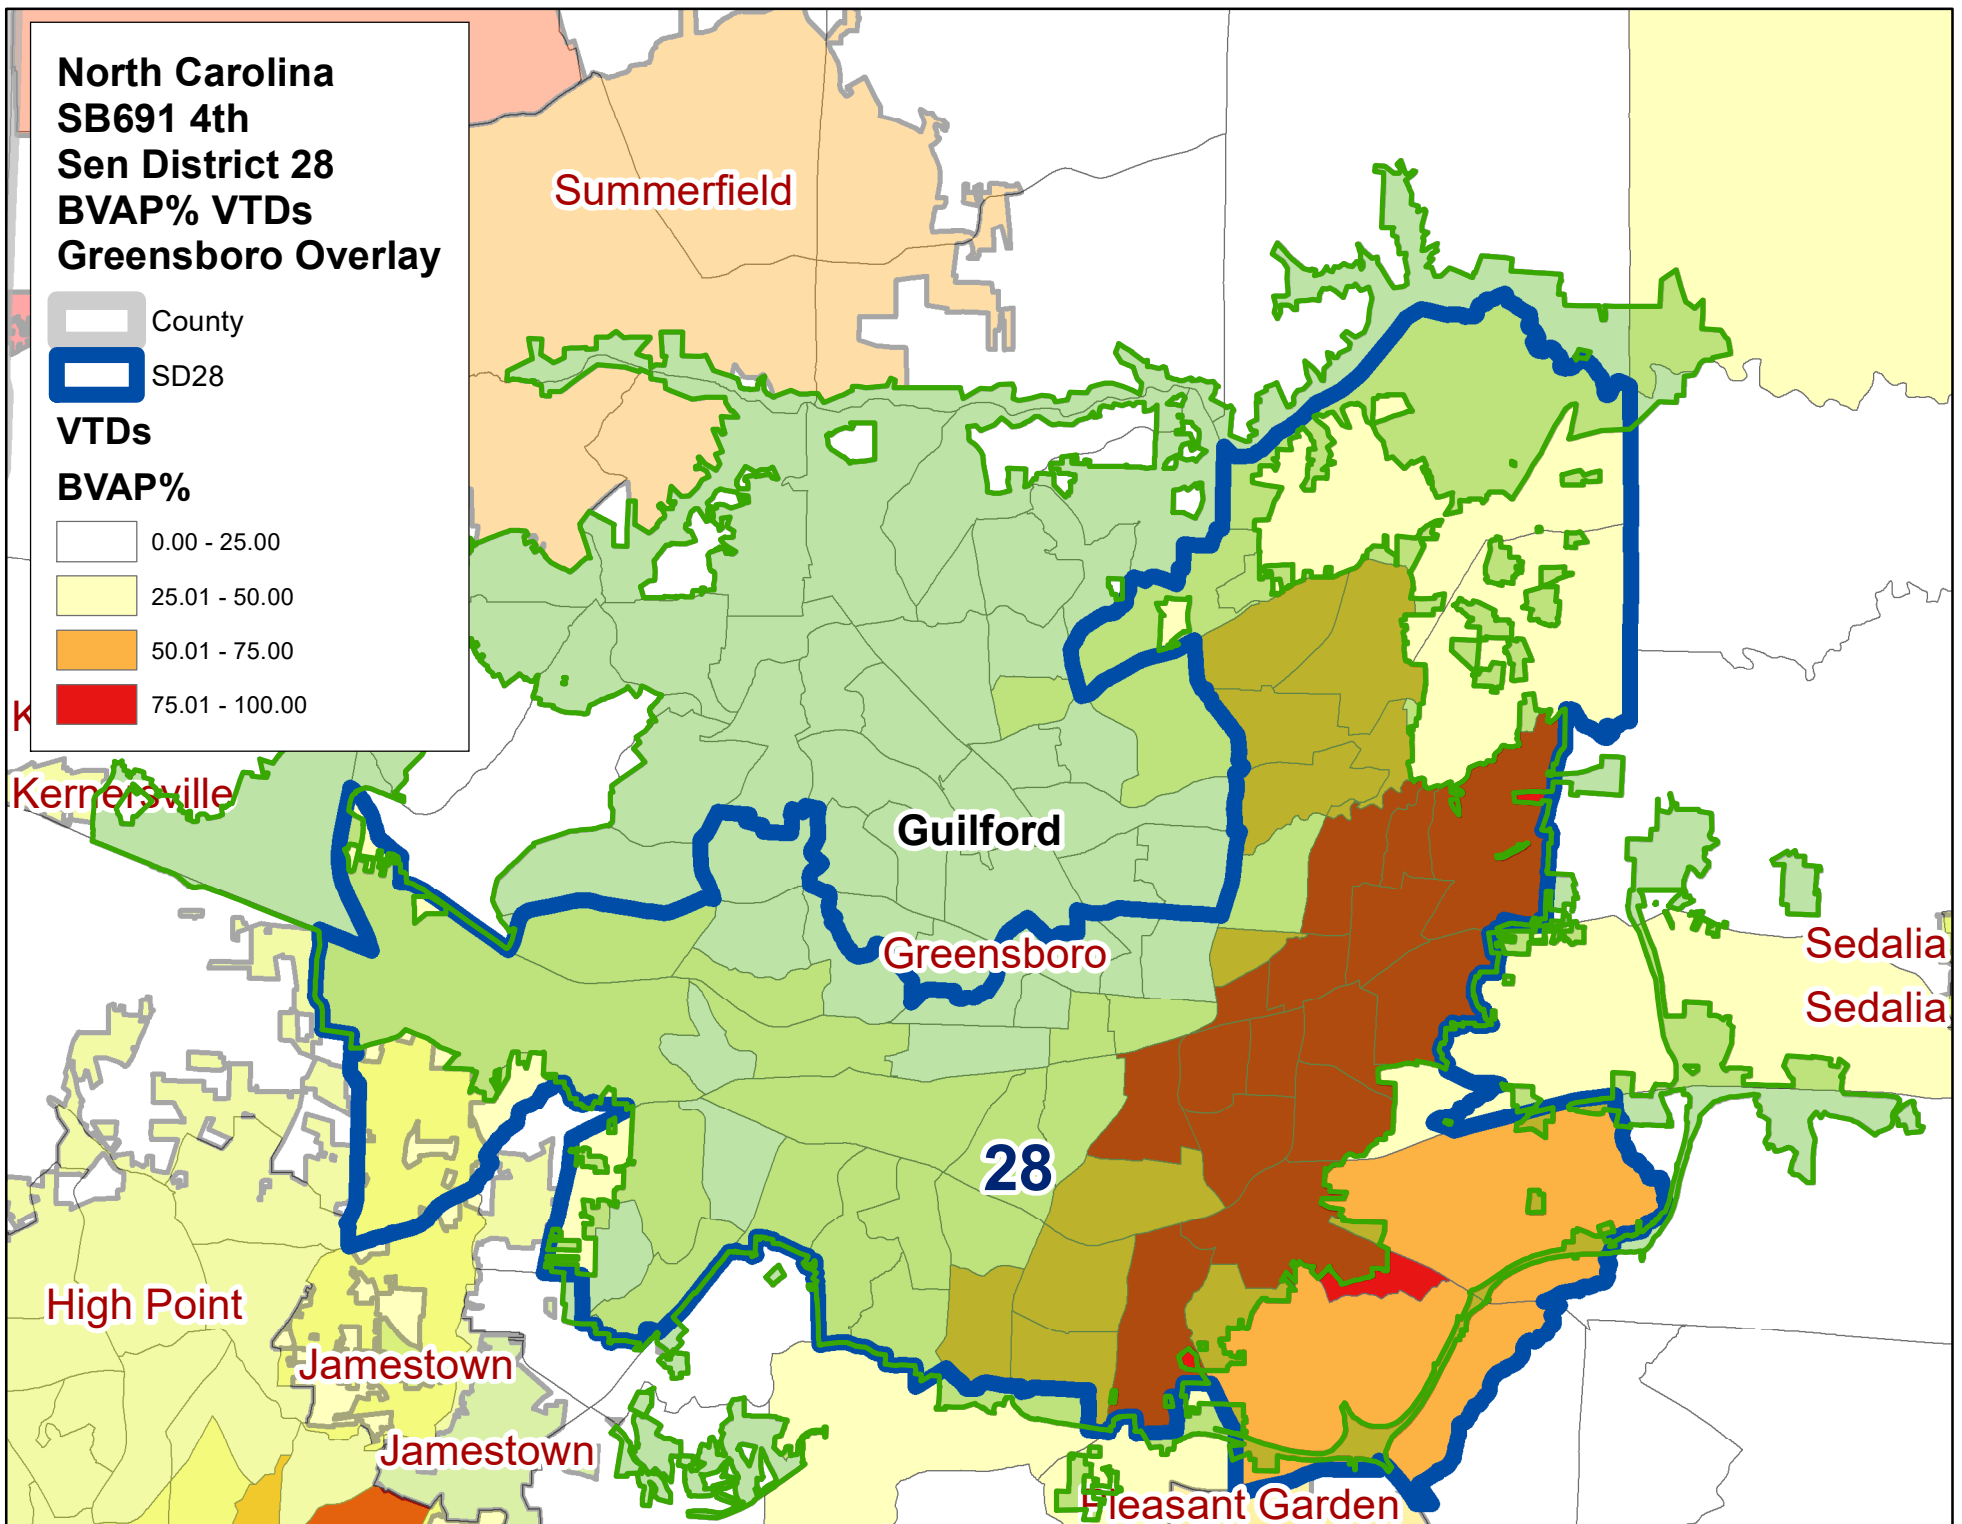 North Carolina
SB691 4th
Sen District 28
BVAP% VTDs
Greensboro Overlay
County
SD28
VTDs
BVAP%
0.00 - 25.00
25.01 - 50.00
50.01 - 75.00
75.01 - 100.00
Summerfield
K
Kernersville
Guilford
Greensboro
Sedalia
Sedalia
28
High Point
Jamestown
Jamestown
Pleasant Garden